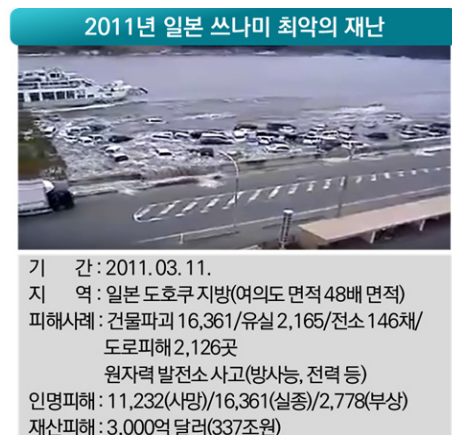 2011년 일본 쓰나미 최악의 재난
기 간 : 2011. 03. 11.
지 역 : 일본 도호쿠 지방(여의도 면적 48배 면적)
피해사례 : 건물파괴 16,361/유실 2,165/전소 146채/
도로피해 2,126곳
원자력 발전소 사고(방사능, 전력 등)
인명피해 : 11,232(사망)/16,361(실종)/2,778(부상)
재산피해 : 3,000억 달러(337조원)